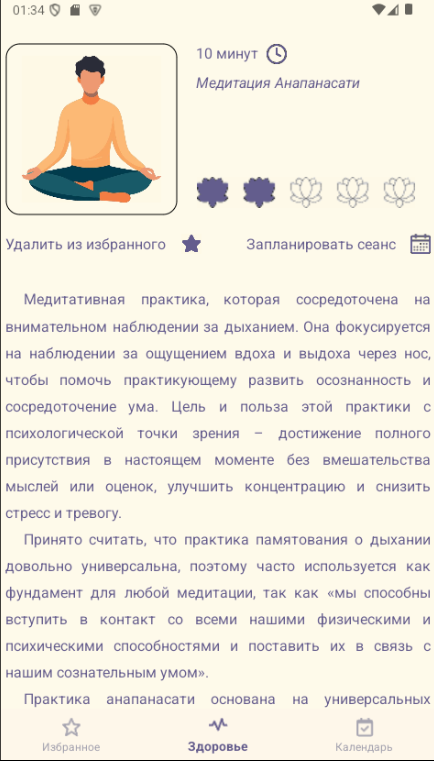 01:34
10 минут
Медитация Анапанасати
Удалить из избранного
Запланировать сеанс
Медитативная практика, которая сосредоточена на
внимательном наблюдении за дыханием. Она фокусируется
на наблюдении за ощущением вдоха и выдоха через нос,
чтобы помочь практикующему развить осознанность и
сосредоточение ума. Цель и польза этой практики с
психологической точки зрения – достижение полного
присутствия в настоящем моменте без вмешательства
мыслей или оценок, улучшить концентрацию и снизить
стресс и тревогу.
Принято считать, что практика памятования о дыхании
довольно универсальна, поэтому часто используется как
фундамент для любой медитации, так как «мы способны
вступить в контакт со всеми нашими физическими и
психическими способностями и поставить их в связь с
нашим сознательным умом».
Практика анапанасати основана на универсальных
Избранное
Здоровье
Календарь